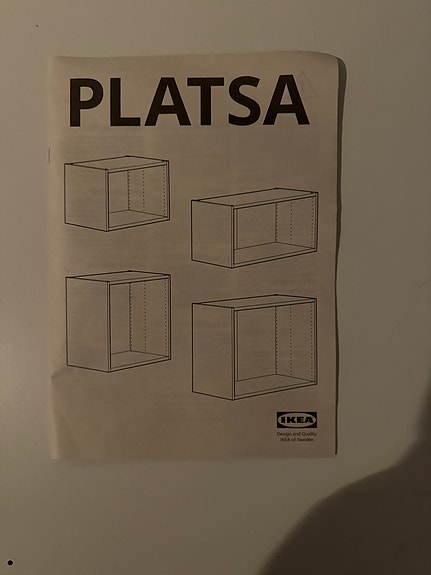 PLATSA
IKEA
Design and Quality
IKEA of Sweden